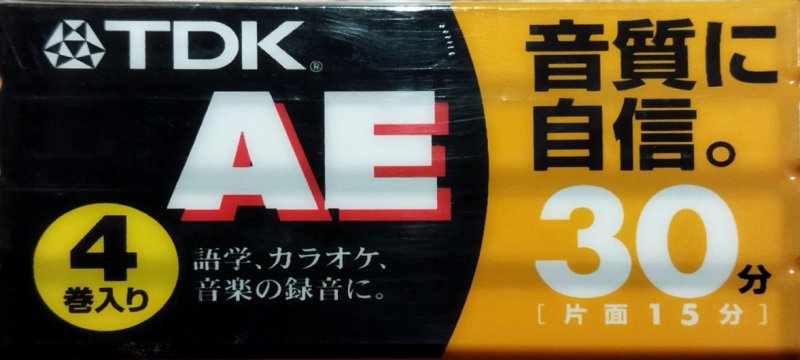 TDK®
AE
4
巻入り
語学、カラオケ、
音楽の録音に。
音質に
自信。
30分
[片面15分]